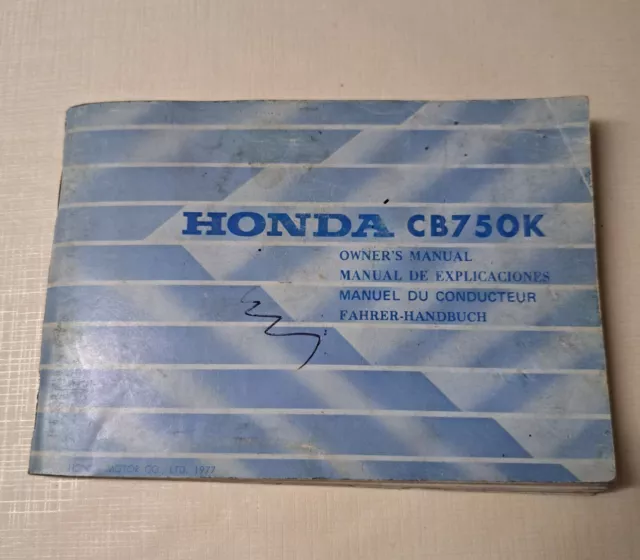 HONDA CB750K
OWNER'S MANUAL
MANUAL DE EXPLICACIONES
MANUEL DU CONDUCTEUR
FAHRER-HANDBUCH
MOTOR CO. LTD. 1977